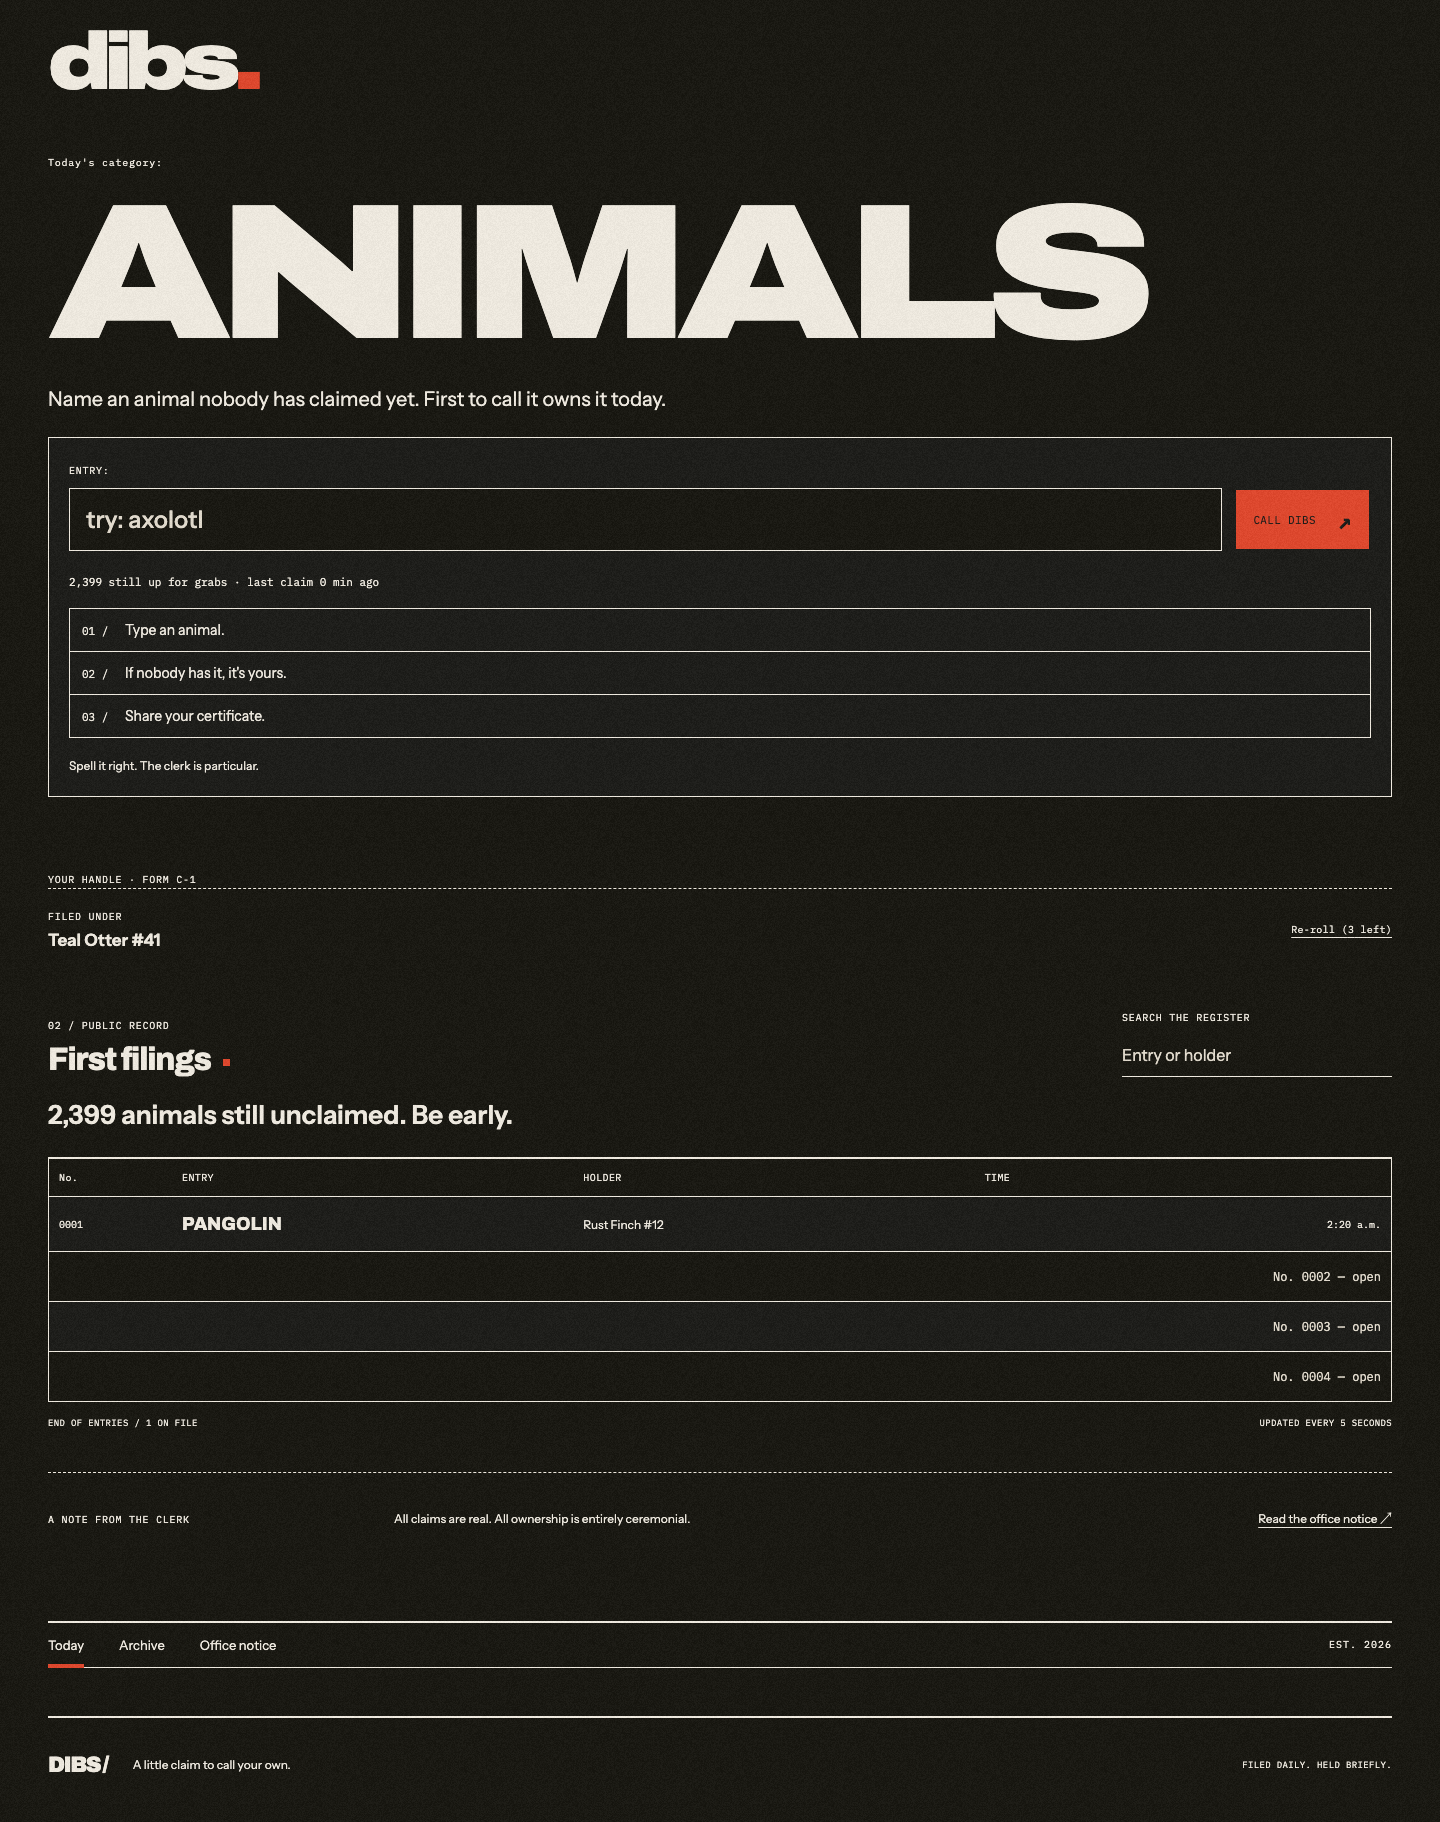 dibs.
Today's category:
ANIMALS
Name an animal nobody has claimed yet. First to call it owns it today.
ENTRY:
try: axolotl
CALL DIBS ↗
2,399 still up for grabs · last claim 0 min ago
01 / Type an animal.
02 / If nobody has it, it's yours.
03 / Share your certificate.
Spell it right. The clerk is particular.
YOUR HANDLE · FORM C-1
FILED UNDER
Teal Otter #41
Re-roll (3 left)
02 / PUBLIC RECORD
First filings
SEARCH THE REGISTER
Entry or holder
2,399 animals still unclaimed. Be early.
No. ENTRY HOLDER TIME
0001 PANGOLIN Rust Finch #12 2:20 a.m.
No. 0002 — open
No. 0003 — open
No. 0004 — open
END OF ENTRIES / 1 ON FILE UPDATED EVERY 5 SECONDS
A NOTE FROM THE CLERK All claims are real. All ownership is entirely ceremonial. Read the office notice ↗
Today Archive Office notice EST. 2026
DIBS/ A little claim to call your own. FILED DAILY. HELD BRIEFLY.